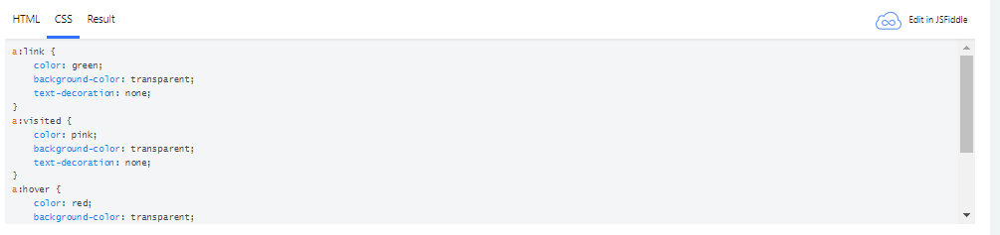 HTML CSS Result Edit in JSFiddle
a:link {
    color: green;
    background-color: transparent;
    text-decoration: none;
}
a:visited {
    color: pink;
    background-color: transparent;
    text-decoration: none;
}
a:hover {
    color: red;
    background-color: transparent;